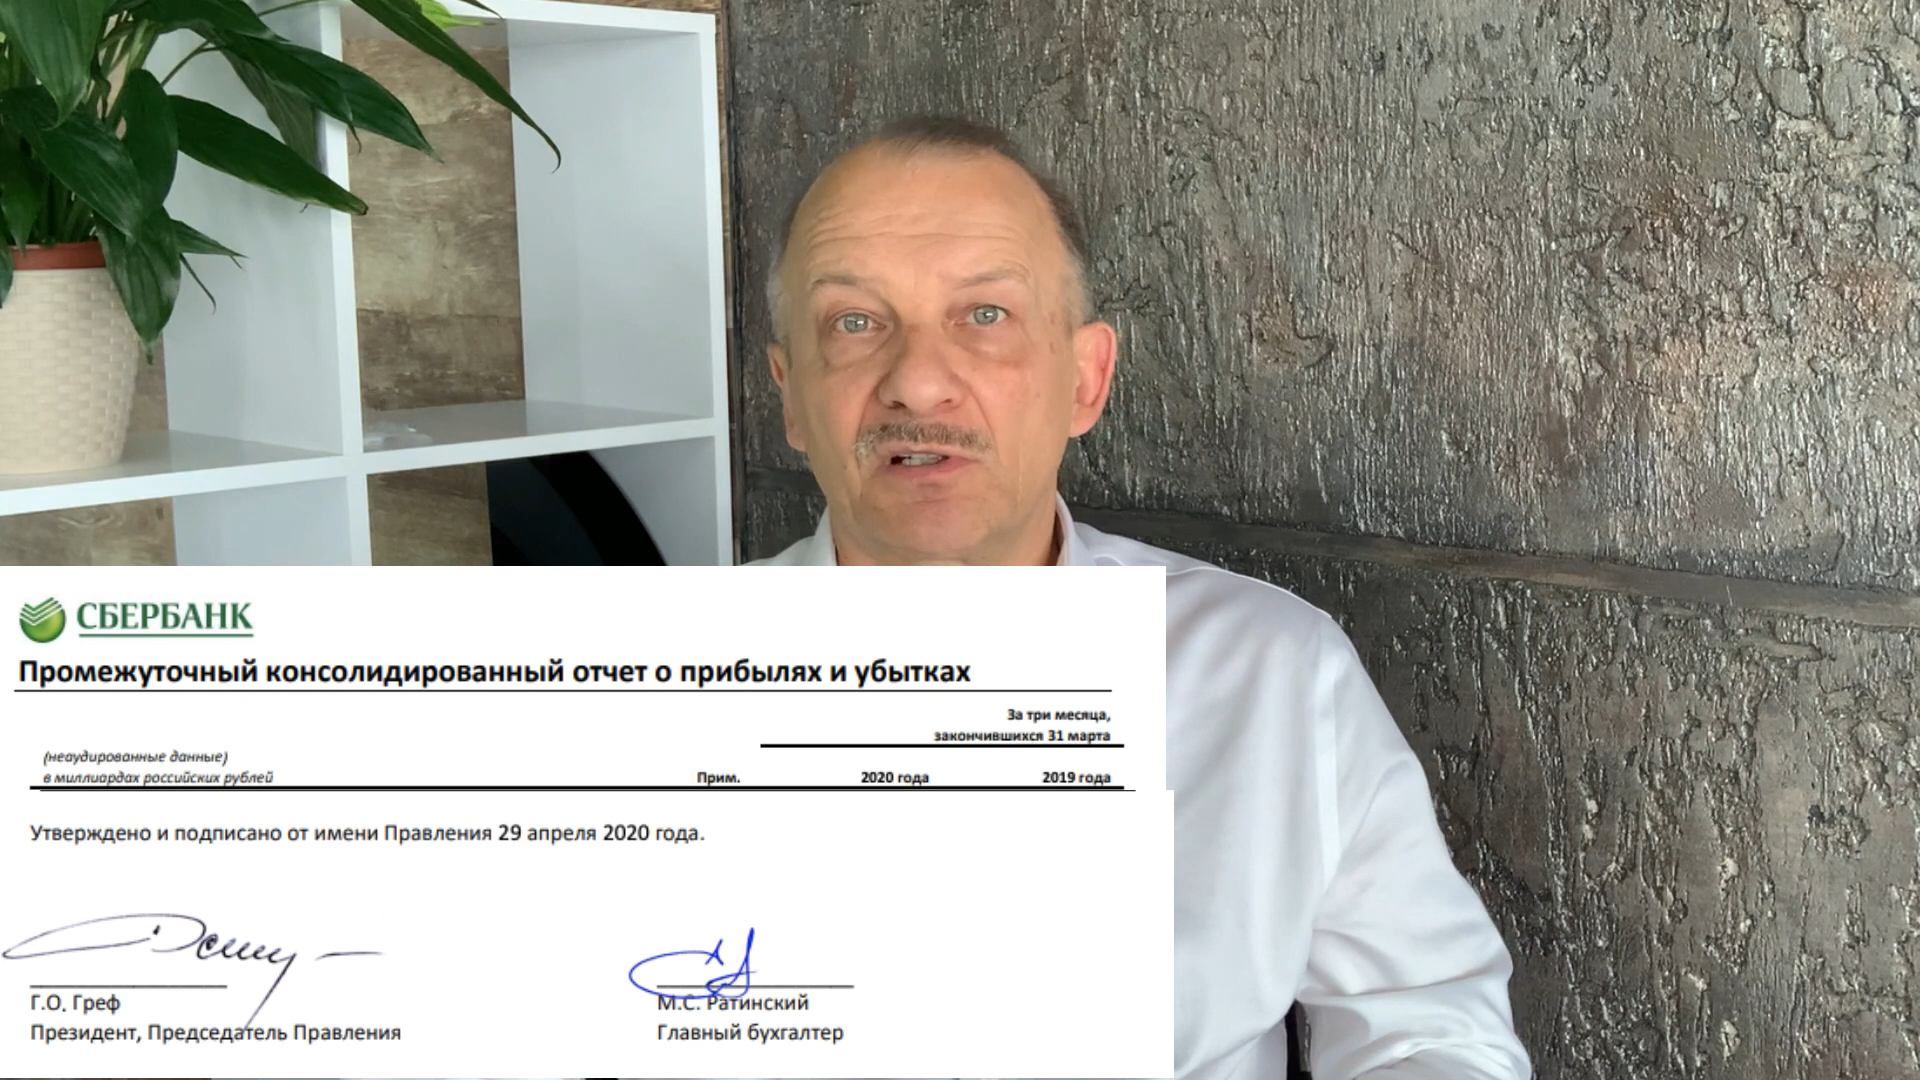 СБЕРБАНК
Промежуточный консолидированный отчет о прибылях и убытках
За три месяца,
закончившихся 31 марта
(неаудированные данные)
в миллиардах российских рублей Прим. 2020 года 2019 года
Утверждено и подписано от имени Правления 29 апреля 2020 года.
Г.О. Греф М.С. Ратинский
Президент, Председатель Правления Главный бухгалтер